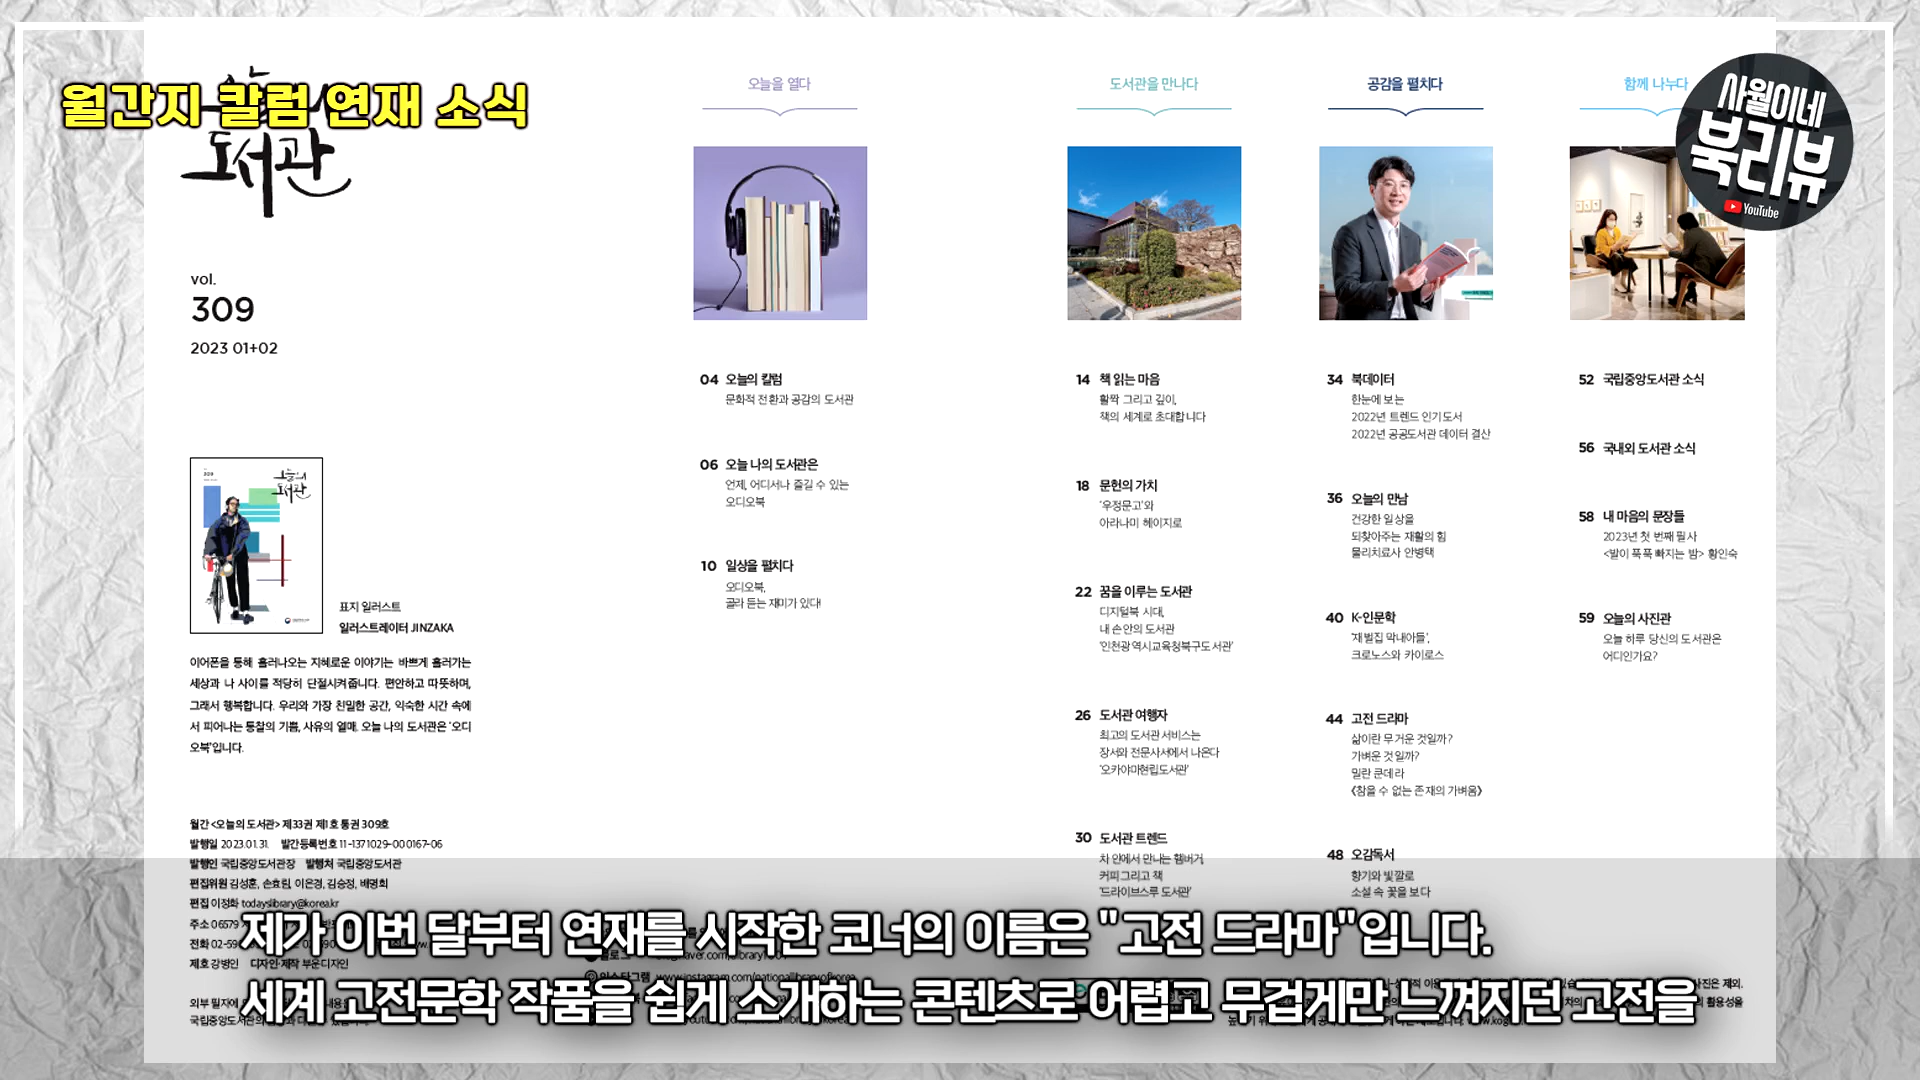 월간지 칼럼 연재 소식
도서관
vol.
309
2023 01+02
표지 일러스트
일러스트레이터 JINZAKA
이어폰을 통해 흘러나오는 지혜로운 이야기는 바쁘게 흘러가는
세상과 나 사이를 적당히 단절시켜줍니다. 편안하고 따뜻하며,
그래서 행복합니다. 우리와 가장 친밀한 공간, 익숙한 시간 속에
서 피어나는 통찰의 기쁨, 사유의 열매. 오늘 나의 도서관은 '오디
오북'입니다.
월간 <오늘의 도서관> 제33권 제1호 통권 309호
발행일 2023.01.31. 발간등록번호 11-1371029-000167-06
발행인 국립중앙도서관장 발행처 국립중앙도서관
편집위원 김성훈, 손효림, 이은경, 김승정, 배명희
편집 이정화 todayslibrary@korea.kr
주소 06579
전화 02-590
제호 강병인 디자인·제작 부운디자인
외부 필자에
국립중앙도서관의
오늘을 열다
04 오늘의 칼럼
문화적 전환과 공감의 도서관
06 오늘 나의 도서관은
언제, 어디서나 즐길 수 있는
오디오북
10 일상을 펼치다
오디오북,
골라 듣는 재미가 있다!
도서관을 만나다
14 책 읽는 마음
활짝 그리고 깊이,
책의 세계로 초대합니다
18 문헌의 가치
'우정문고'와
아라나미 헤이지로
22 꿈을 이루는 도서관
디지털북 시대,
내 손안의 도서관
'인천광역시교육청북구도서관'
26 도서관 여행자
최고의 도서관 서비스는
장서와 전문사서에서 나온다
'오카야마현립도서관'
30 도서관 트렌드
차 안에서 만나는 햄버거,
커피 그리고 책
'드라이브스루 도서관'
공감을 펼치다
34 북데이터
한눈에 보는
2022년 트렌드 인기 도서
2022년 공공도서관 데이터 결산
36 오늘의 만남
건강한 일상을
되찾아주는 재활의 힘
물리치료사 안병택
40 K-인문학
'재벌집 막내아들',
크로노스와 카이로스
44 고전 드라마
삶이란 무거운 것일까?
가벼운 것일까?
밀란 쿤데라
《참을 수 없는 존재의 가벼움》
48 오감독서
향기와 빛깔로
소설 속 꽃을 보다
함께 나누다
52 국립중앙도서관 소식
56 국내외 도서관 소식
58 내 마음의 문장들
2023년 첫 번째 필사
<발이 푹푹 빠지는 밤> 황인숙
59 오늘의 사진관
오늘 하루 당신의 도서관은
어디인가요?
사월이네
북리뷰
YouTube
제가 이번 달부터 연재를 시작한 코너의 이름은 "고전 드라마"입니다.
세계 고전문학 작품을 쉽게 소개하는 콘텐츠로 어렵고 무겁게만 느껴지던 고전을